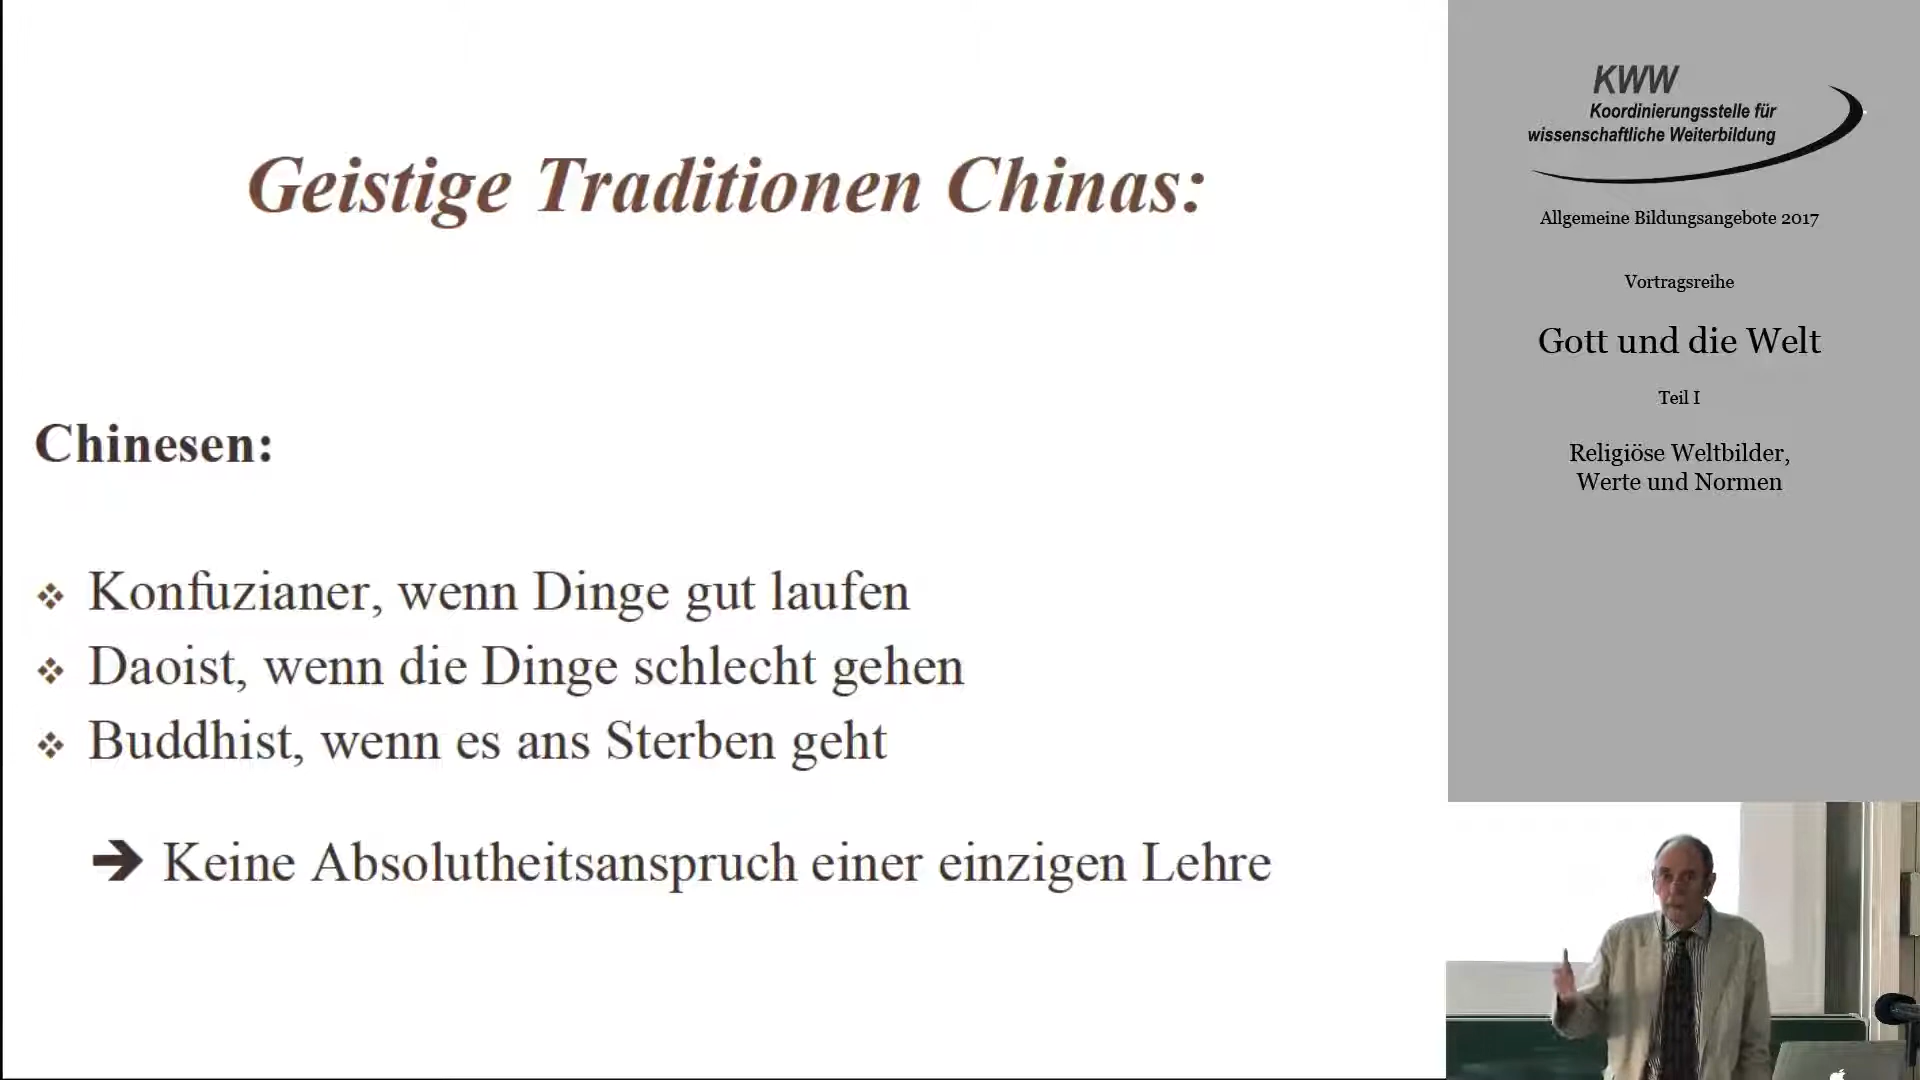 Geistige Traditionen Chinas:
Chinesen:
Konfuzianer, wenn Dinge gut laufen
Daoist, wenn die Dinge schlecht gehen
Buddhist, wenn es ans Sterben geht
Keine Absolutheitsanspruch einer einzigen Lehre
KWW
Koordinierungsstelle für
wissenschaftliche Weiterbildung
Allgemeine Bildungsangebote 2017
Vortragsreihe
Gott und die Welt
Teil I
Religiöse Weltbilder,
Werte und Normen